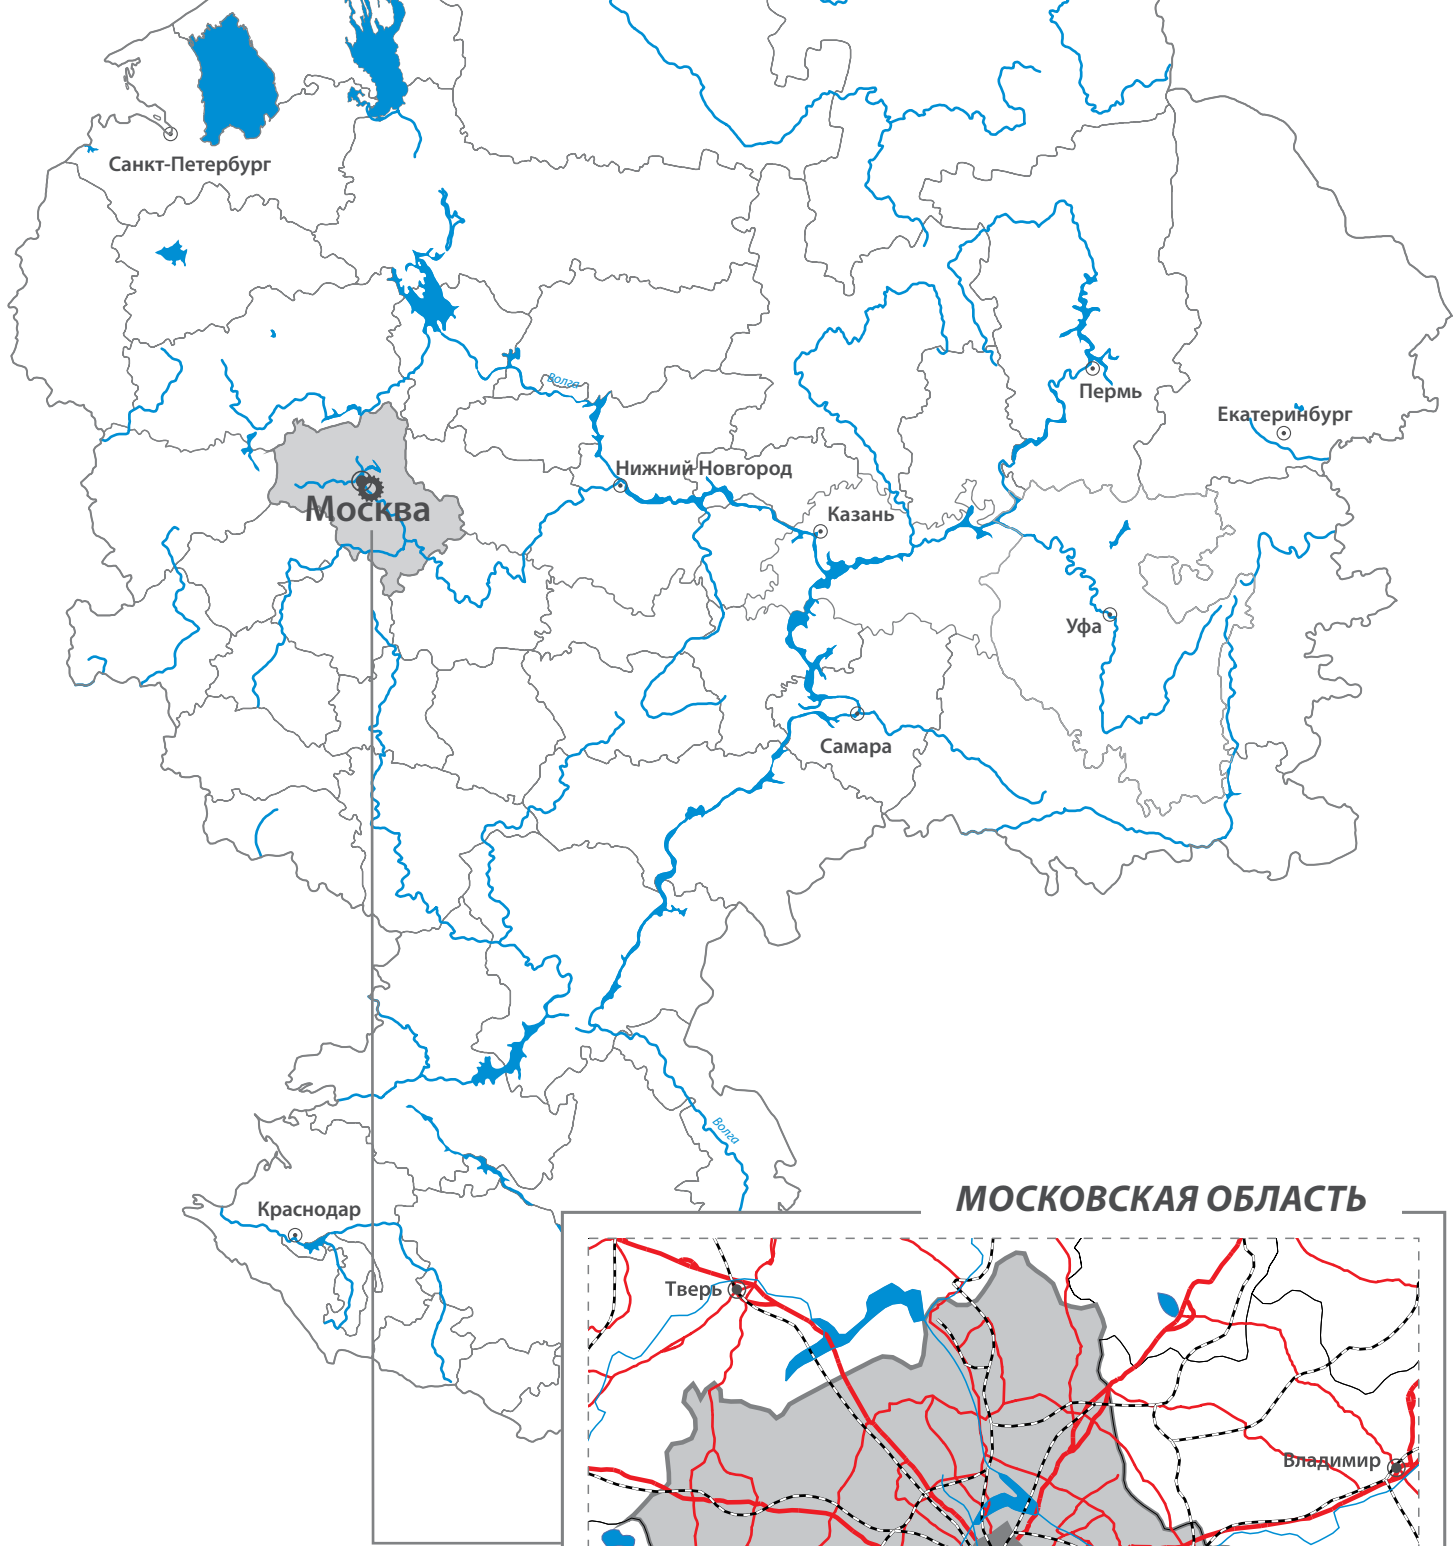 Санкт-Петербург
Волга
Пермь
Екатеринбург
Нижний Новгород
Москва
Казань
Уфа
Самара
Волга
МОСКОВСКАЯ ОБЛАСТЬ
Краснодар
Тверь
Владимир